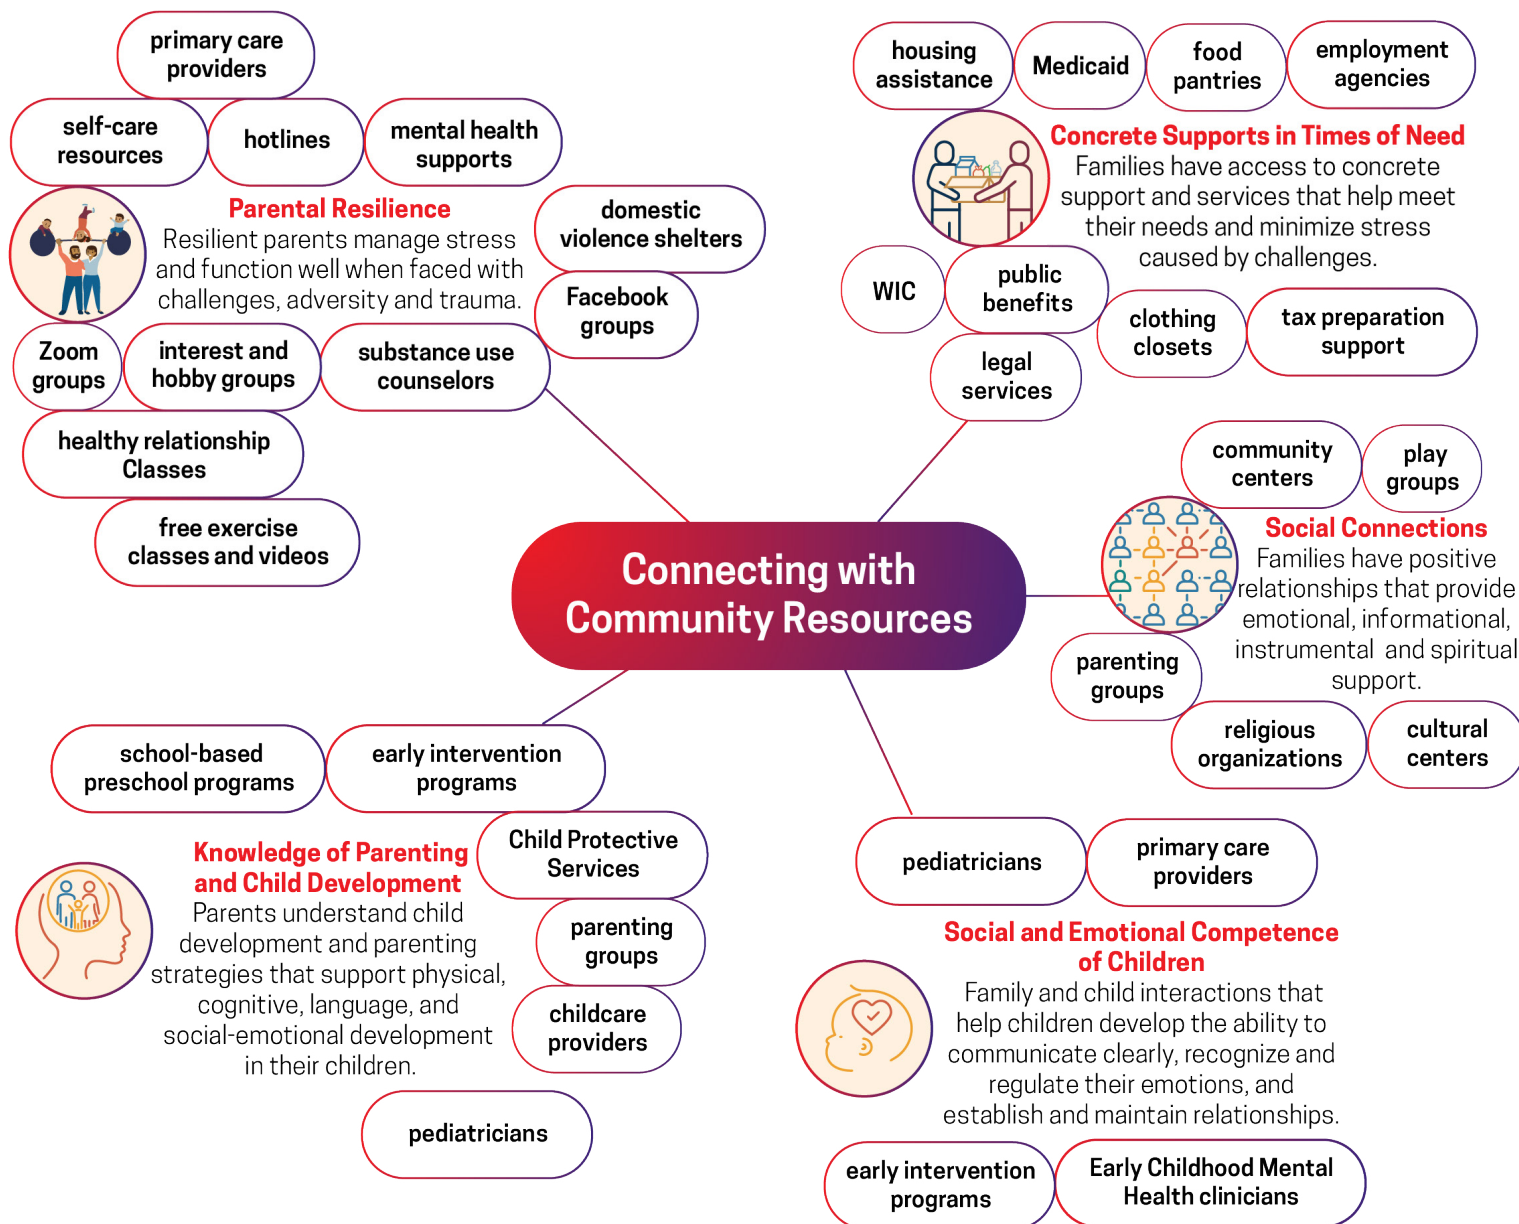 primary care
providers
self-care
resources
hotlines
mental health
supports
Parental Resilience
Resilient parents manage stress
and function well when faced with
challenges, adversity and trauma.
domestic
violence shelters
Facebook
groups
Zoom
groups
interest and
hobby groups
substance use
counselors
healthy relationship
Classes
free exercise
classes and videos
housing
assistance
Medicaid
food
pantries
employment
agencies
Concrete Supports in Times of Need
Families have access to concrete
support and services that help meet
their needs and minimize stress
caused by challenges.
WIC
public
benefits
clothing
closets
tax preparation
support
legal
services
Connecting with
Community Resources
community
centers
play
groups
Social Connections
Families have positive
relationships that provide
emotional, informational,
instrumental and spiritual
support.
parenting
groups
religious
organizations
cultural
centers
school-based
preschool programs
early intervention
programs
Child Protective
Services
Knowledge of Parenting
and Child Development
Parents understand child
development and parenting
strategies that support physical,
cognitive, language, and
social-emotional development
in their children.
parenting
groups
childcare
providers
pediatricians
pediatricians
primary care
providers
Social and Emotional Competence
of Children
Family and child interactions that
help children develop the ability to
communicate clearly, recognize and
regulate their emotions, and
establish and maintain relationships.
early intervention
programs
Early Childhood Mental
Health clinicians